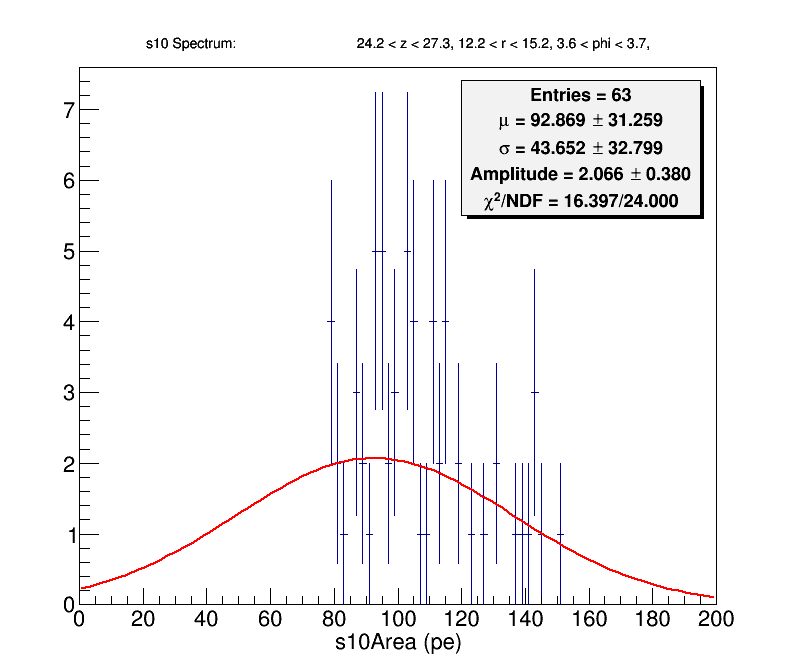 s10 Spectrum: 24.2 < z < 27.3, 12.2 < r < 15.2, 3.6 < phi < 3.7,
Entries = 63
μ = 92.869 ± 31.259
σ = 43.652 ± 32.799
Amplitude = 2.066 ± 0.380
χ²/NDF = 16.397/24.000
7
6
5
4
3
2
1
0
0 20 40 60 80 100 120 140 160 180 200
s10Area (pe)